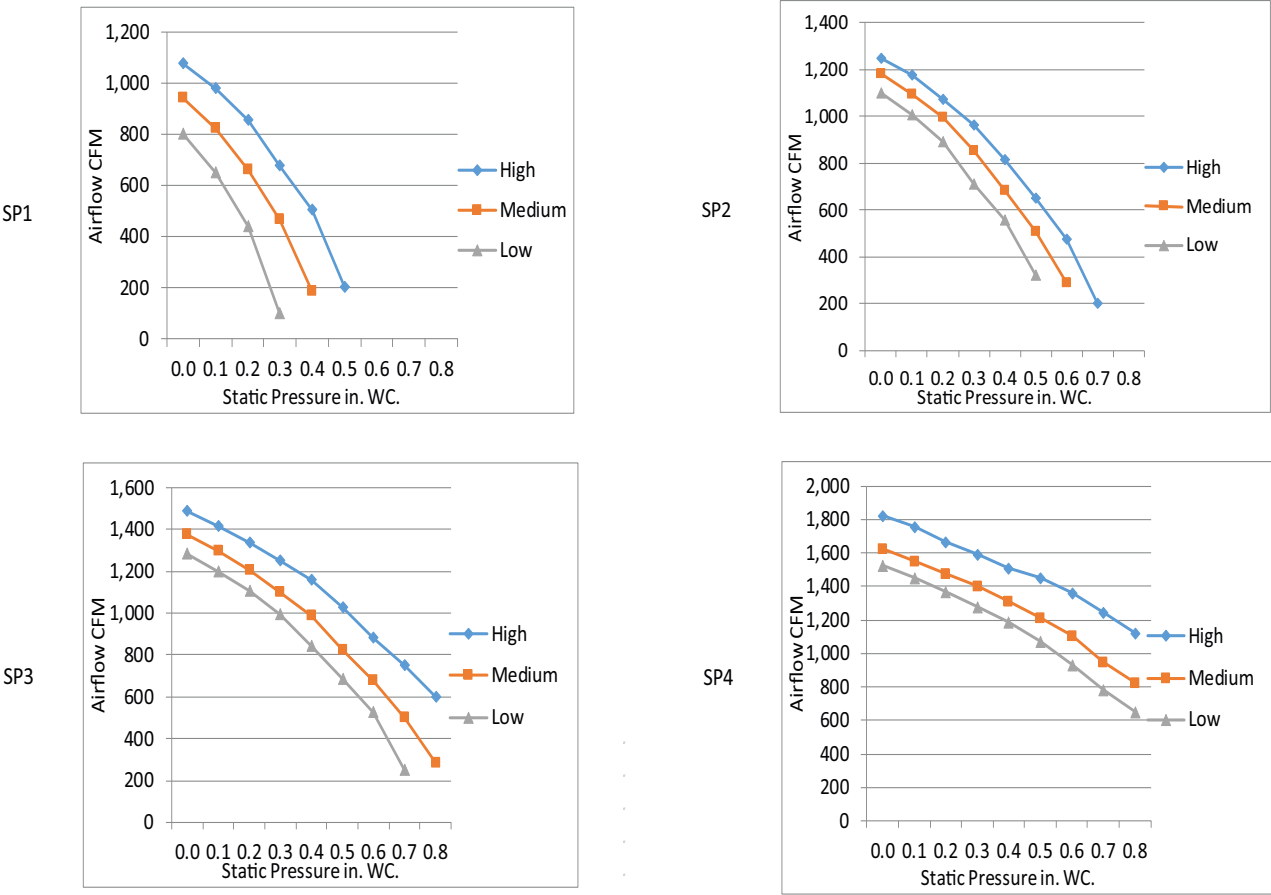 SP1
Airflow CFM
1,200
1,000
800
600
400
200
0
0.0 0.1 0.2 0.3 0.4 0.5 0.6 0.7 0.8
Static Pressure in. WC.
High
Medium
Low
SP2
Airflow CFM
1,400
1,200
1,000
800
600
400
200
0
0.0 0.1 0.2 0.3 0.4 0.5 0.6 0.7 0.8
Static Pressure in. WC.
High
Medium
Low
SP3
Airflow CFM
1,600
1,400
1,200
1,000
800
600
400
200
0
0.0 0.1 0.2 0.3 0.4 0.5 0.6 0.7 0.8
Static Pressure in. WC.
High
Medium
Low
SP4
Airflow CFM
2,000
1,800
1,600
1,400
1,200
1,000
800
600
400
200
0
0.0 0.1 0.2 0.3 0.4 0.5 0.6 0.7 0.8
Static Pressure in. WC.
High
Medium
Low